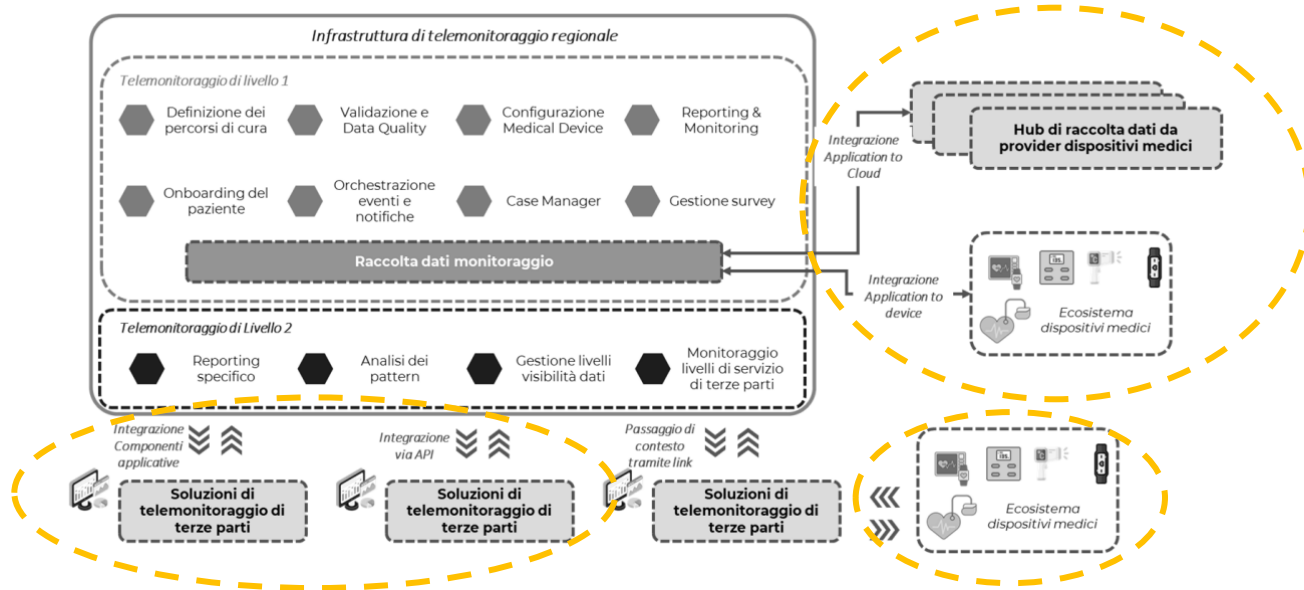 Infrastruttura di telemonitoraggio regionale
Telemonitoraggio di livello 1
Definizione dei
percorsi di cura
Validazione e
Data Quality
Configurazione
Medical Device
Reporting &
Monitoring
Onboarding del
paziente
Orchestrazione
eventi e
notifiche
Case Manager
Gestione survey
Raccolta dati monitoraggio
Integrazione
Application to
Cloud
Hub di raccolta dati da
provider dispositivi medici
Integrazione
Application to
device
Ecosistema
dispositivi medici
Telemonitoraggio di Livello 2
Reporting
specifico
Analisi dei
pattern
Gestione livelli
visibilità dati
Monitoraggio
livelli di servizio
di terze parti
Integrazione
Componenti
applicative
Integrazione
via API
Passaggio di
contesto
tramite link
Soluzioni di
telemonitoraggio di
terze parti
Soluzioni di
telemonitoraggio di
terze parti
Soluzioni di
telemonitoraggio di
terze parti
Ecosistema
dispositivi medici